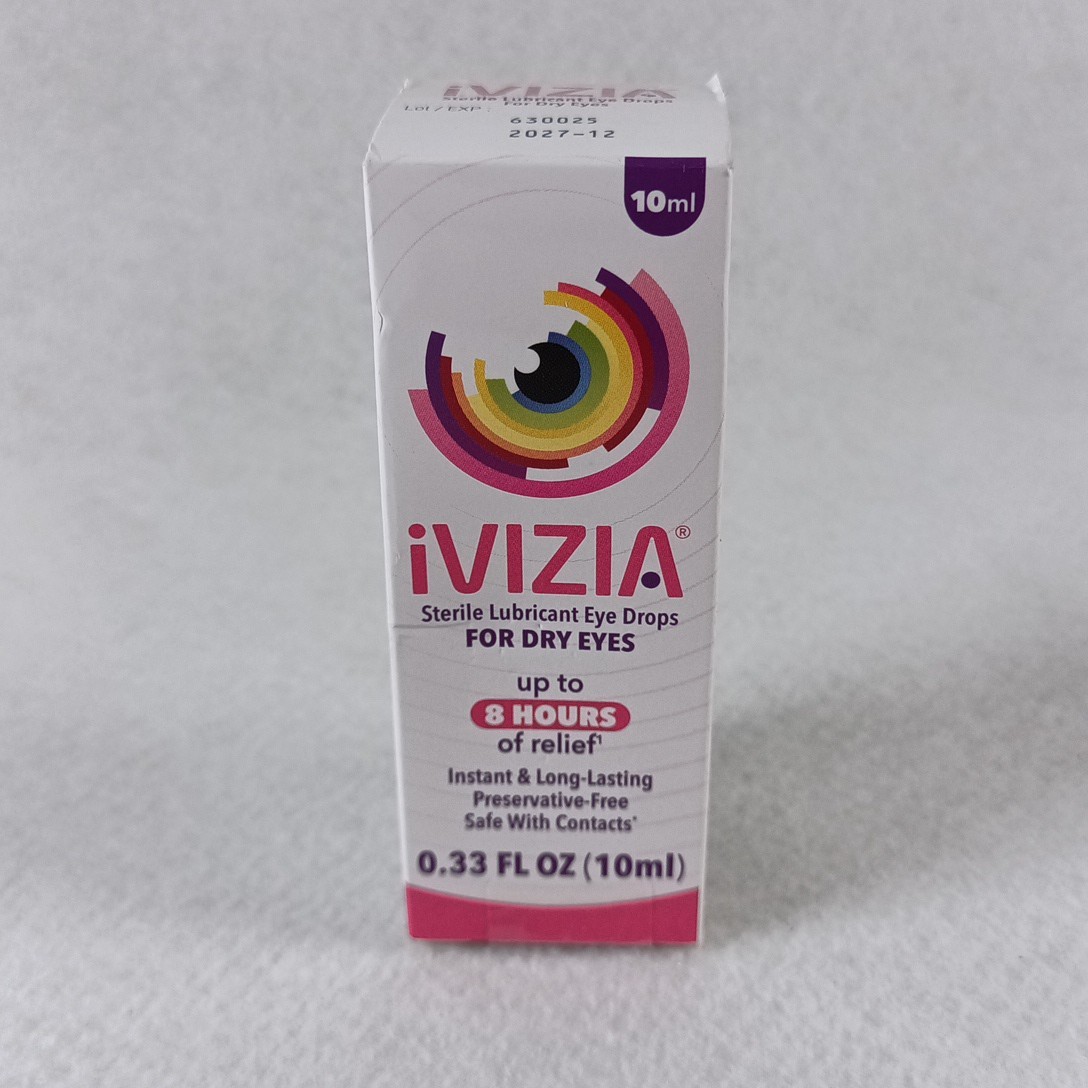 iVIZIA
Sterile Lubricant Eye Drops
For Dry Eyes
Lot / EXP :
630025
2027-12
10ml
iVIZIA®
Sterile Lubricant Eye Drops
FOR DRY EYES
up to
8 HOURS
of relief¹
Instant & Long-Lasting
Preservative-Free
Safe With Contacts*
0.33 FL OZ (10ml)